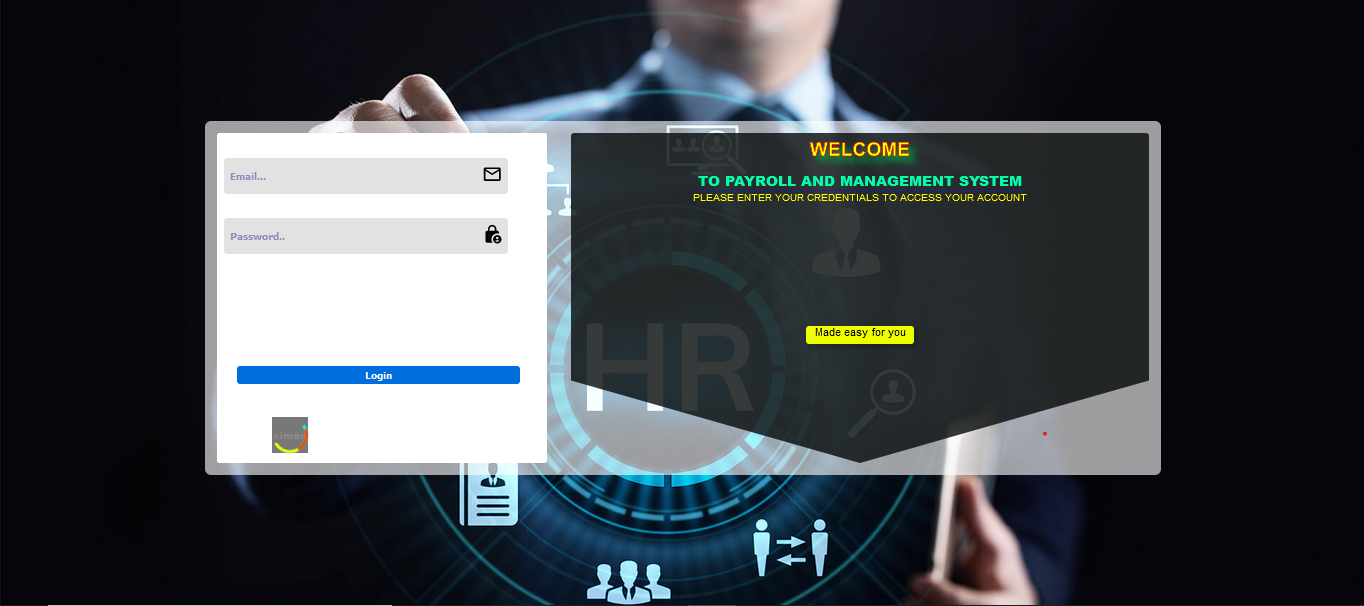 Email...
Password..
Login
WELCOME
TO PAYROLL AND MANAGEMENT SYSTEM
PLEASE ENTER YOUR CREDENTIALS TO ACCESS YOUR ACCOUNT
Made easy for you
HR